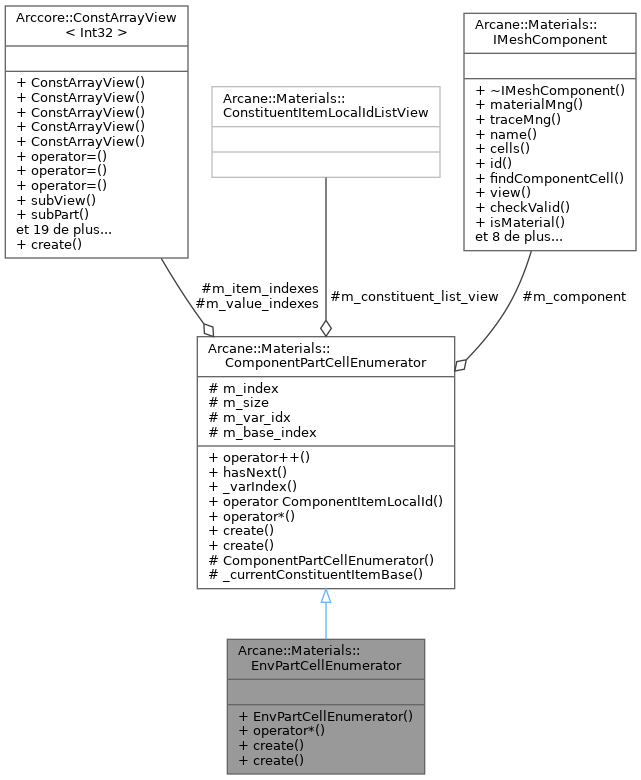 Arccore::ConstArrayView
< Int32 >
+ ConstArrayView()
+ ConstArrayView()
+ ConstArrayView()
+ ConstArrayView()
+ ConstArrayView()
+ operator=()
+ operator=()
+ operator=()
+ subView()
+ subPart()
et 19 de plus...
+ create()
Arcane::Materials::
ConstituentItemLocalIdListView
Arcane::Materials::
IMeshComponent
+ ~IMeshComponent()
+ materialMng()
+ traceMng()
+ name()
+ cells()
+ id()
+ findComponentCell()
+ view()
+ checkValid()
+ isMaterial()
et 8 de plus...
#m_item_indexes
#m_value_indexes
#m_constituent_list_view
#m_component
Arcane::Materials::
ComponentPartCellEnumerator
# m_index
# m_size
# m_var_idx
# m_base_index
+ operator++()
+ hasNext()
+ _varIndex()
+ operator ComponentItemLocalId()
+ operator*()
+ create()
+ create()
# ComponentPartCellEnumerator()
# _currentConstituentItemBase()
Arcane::Materials::
EnvPartCellEnumerator
+ EnvPartCellEnumerator()
+ operator*()
+ create()
+ create()